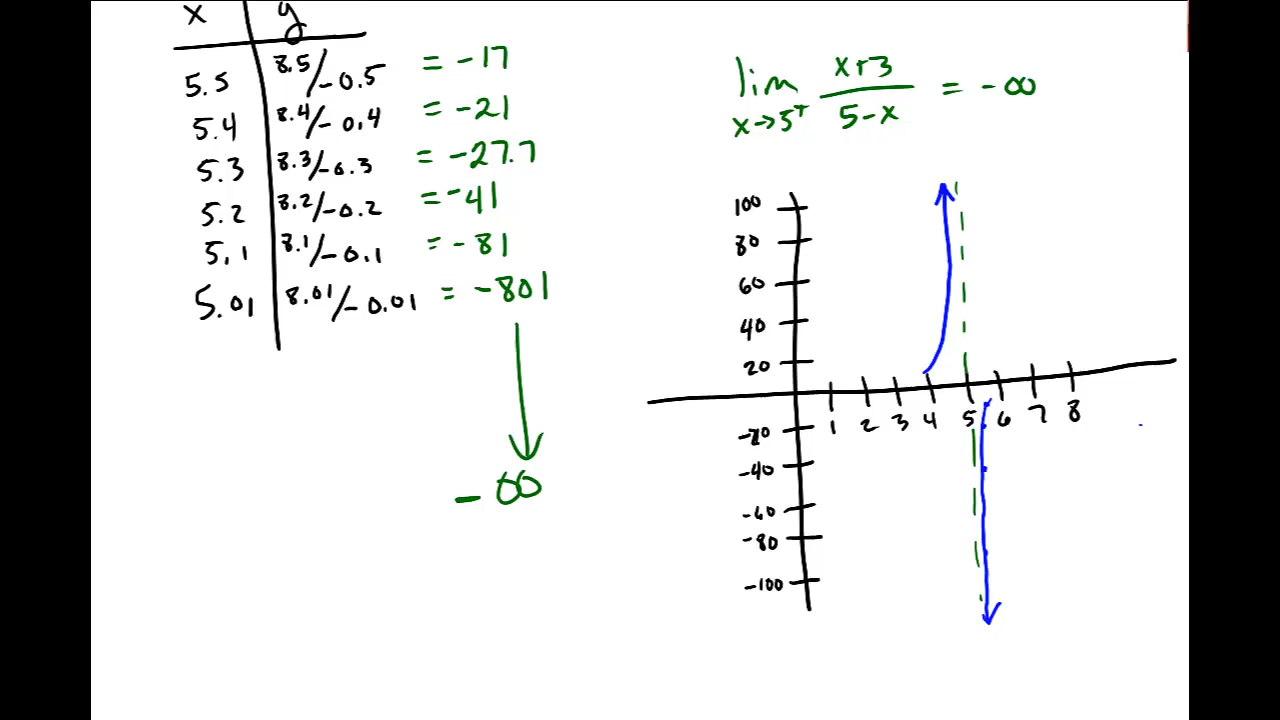 x y
5.5 8.5/-0.5 = -17
5.4 8.4/-0.4 = -21
5.3 8.3/-0.3 = -27.7
5.2 8.2/-0.2 = -41
5.1 8.1/-0.1 = -81
5.01 8.01/-0.01 = -801
-∞
lim x→5⁺ x+3/5-x = -∞
100
80
60
40
20
1 2 3 4 5 6 7 8
-20
-40
-60
-80
-100